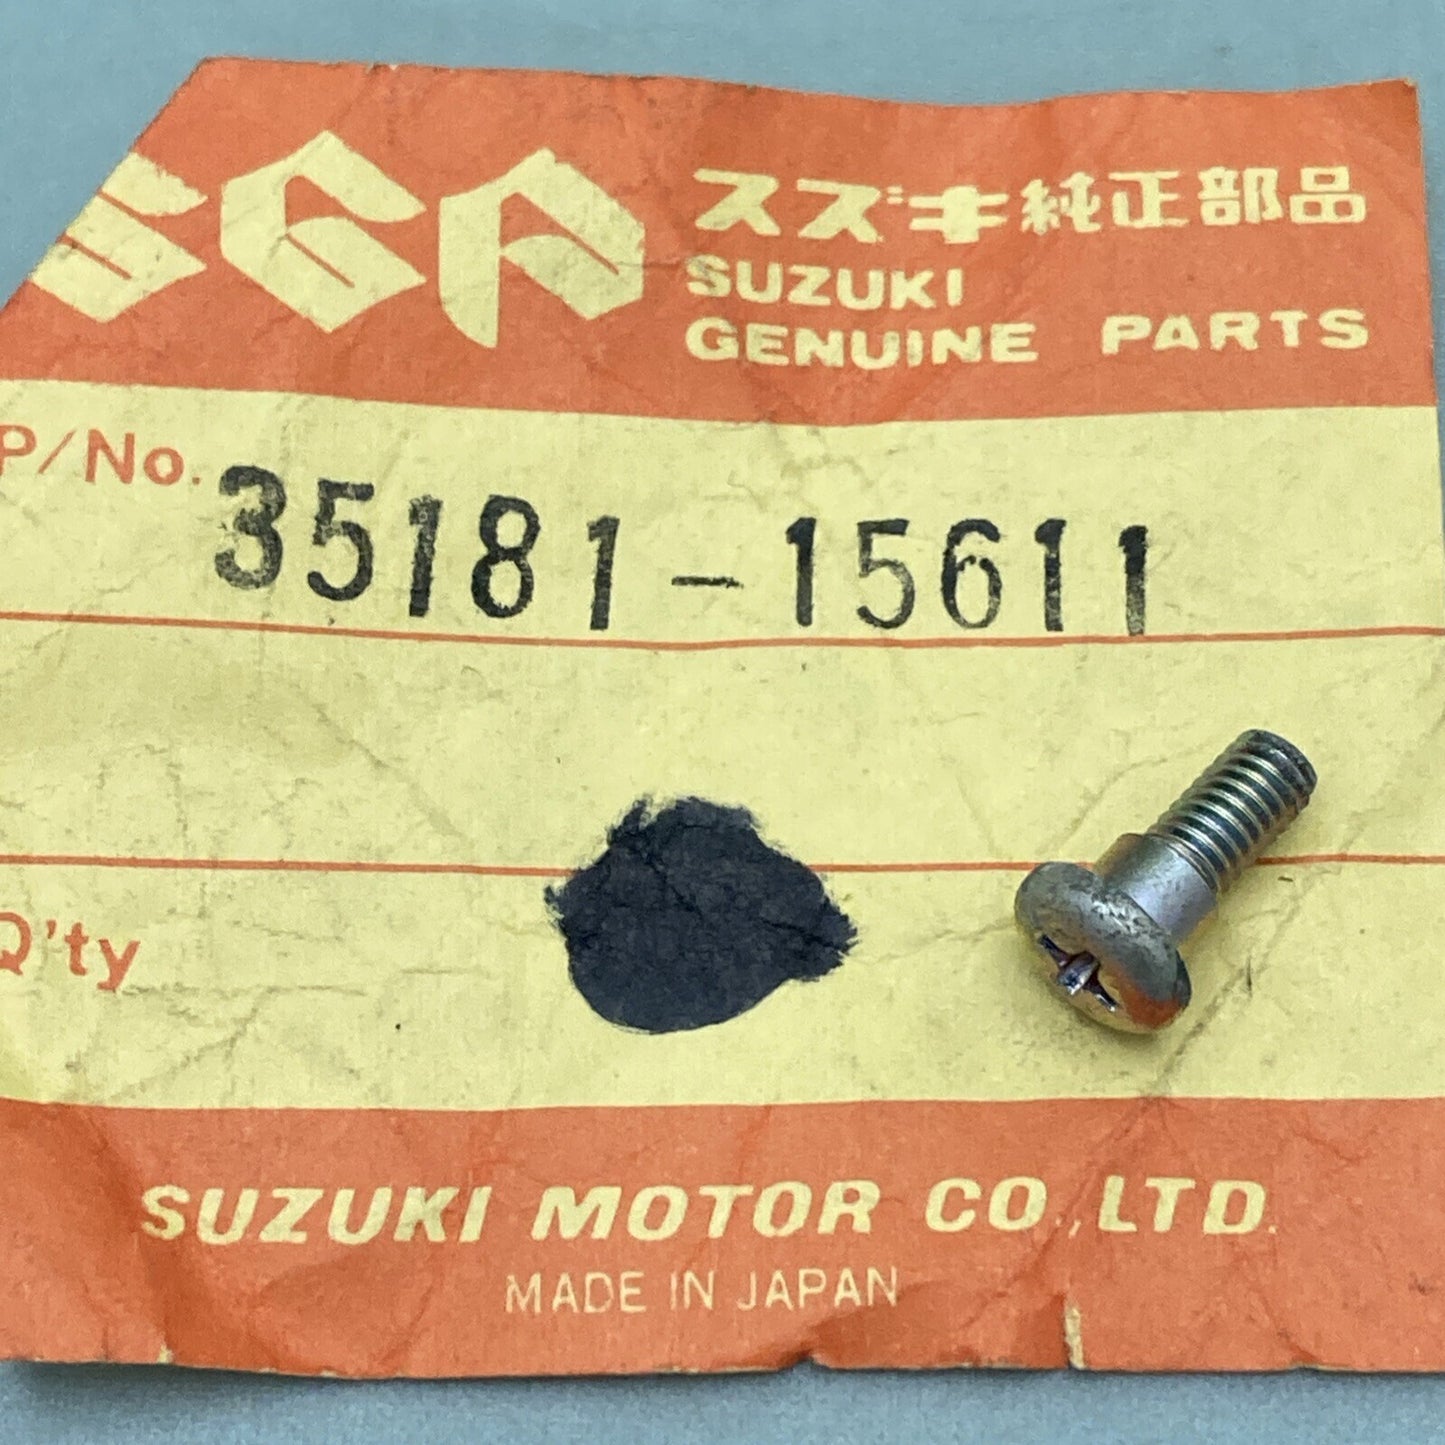 SGP
スズキ純正部品
SUZUKI
GENUINE PARTS
P/No. 35181-15611
Q'ty
SUZUKI MOTOR CO., LTD.
MADE IN JAPAN